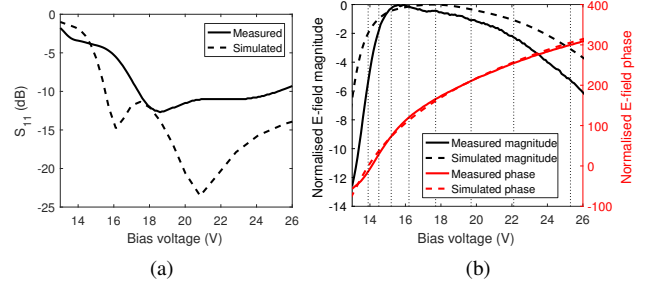 0
-5
-10
-15
-20
-25
S11 (dB)
14 16 18 20 22 24 26
Bias voltage (V)
Measured
Simulated
(a)
0
-2
-4
-6
-8
-10
-12
-14
Normalised E-field magnitude
14 16 18 20 22 24 26
Bias voltage (V)
400
300
200
100
0
-100
Normalised E-field phase
Measured magnitude
Simulated magnitude
Measured phase
Simulated phase
(b)